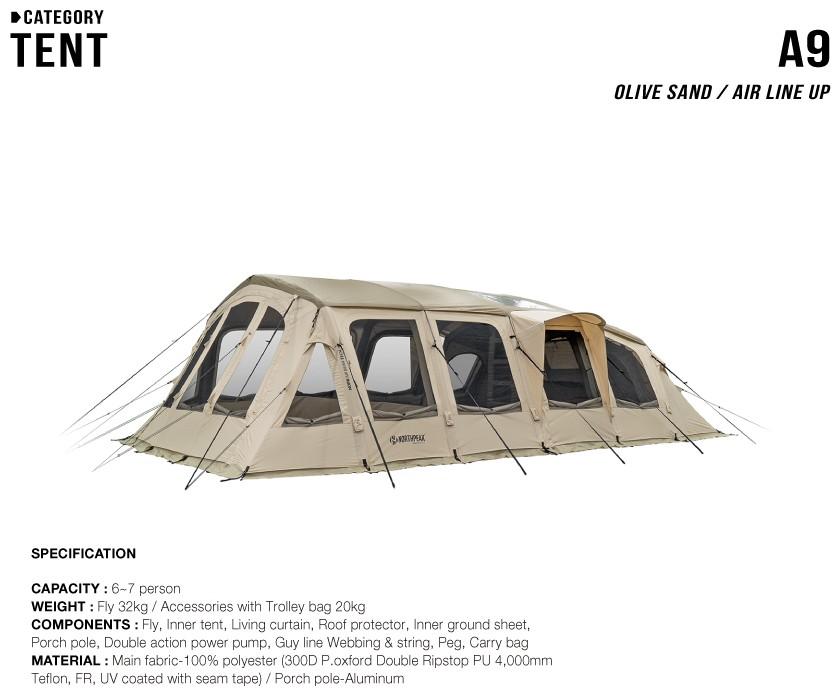 CATEGORY
TENT
A9
OLIVE SAND / AIR LINE UP
NORTHPEAK
SPECIFICATION
CAPACITY : 6~7 person
WEIGHT : Fly 32kg / Accessories with Trolley bag 20kg
COMPONENTS : Fly, Inner tent, Living curtain, Roof protector, Inner ground sheet,
Porch pole, Double action power pump, Guy line Webbing & string, Peg, Carry bag
MATERIAL : Main fabric-100% polyester (300D P.oxford Double Ripstop PU 4,000mm
Teflon, FR, UV coated with seam tape) / Porch pole-Aluminum